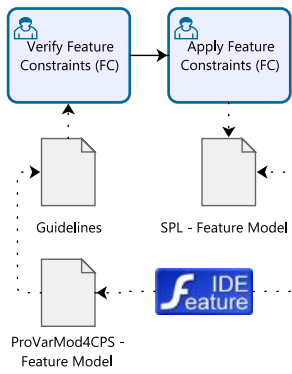 Verify Feature
Constraints (FC)
Apply Feature
Constraints (FC)
Guidelines
SPL - Feature Model
IDE
Feature
ProVarMod4CPS -
Feature Model